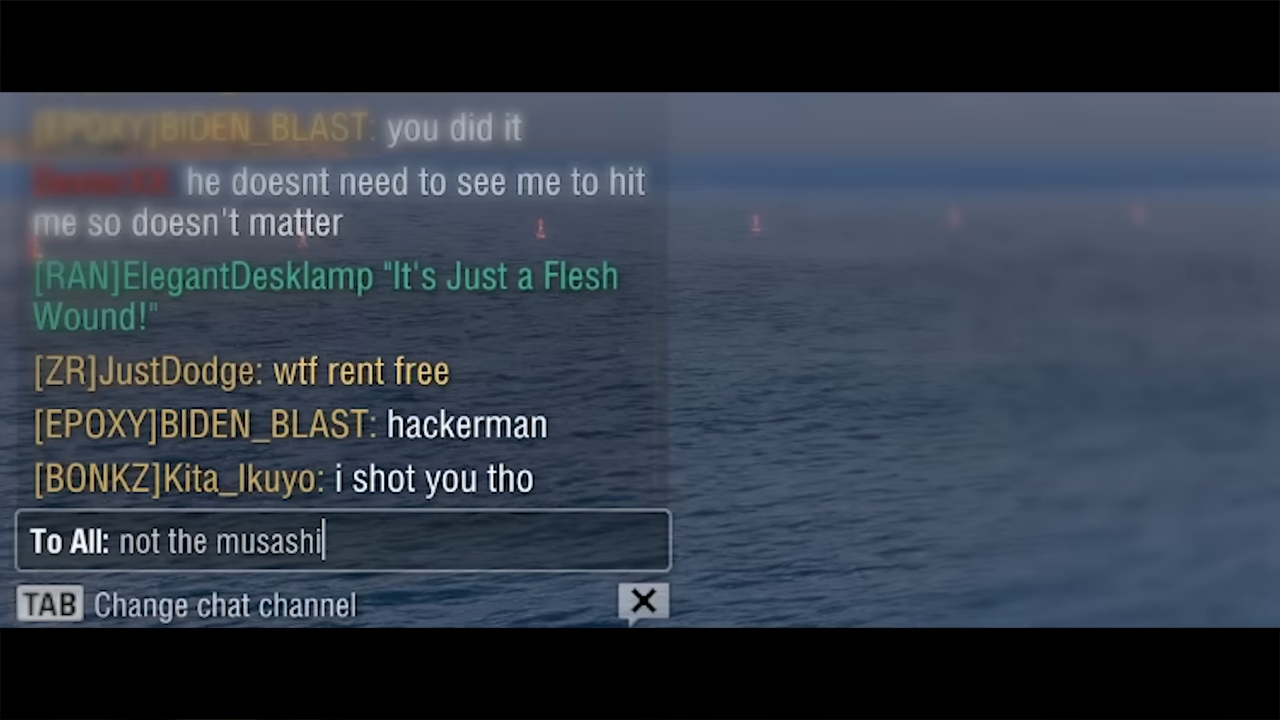 [EPOXY]BIDEN_BLAST: you did it
he doesnt need to see me to hit
me so doesn't matter
[RAN]ElegantDesklamp "It's Just a Flesh
Wound!"
[ZR]JustDodge: wtf rent free
[EPOXY]BIDEN_BLAST: hackerman
[BONKZ]Kita_Ikuyo: i shot you tho
To All: not the musashi
TAB Change chat channel